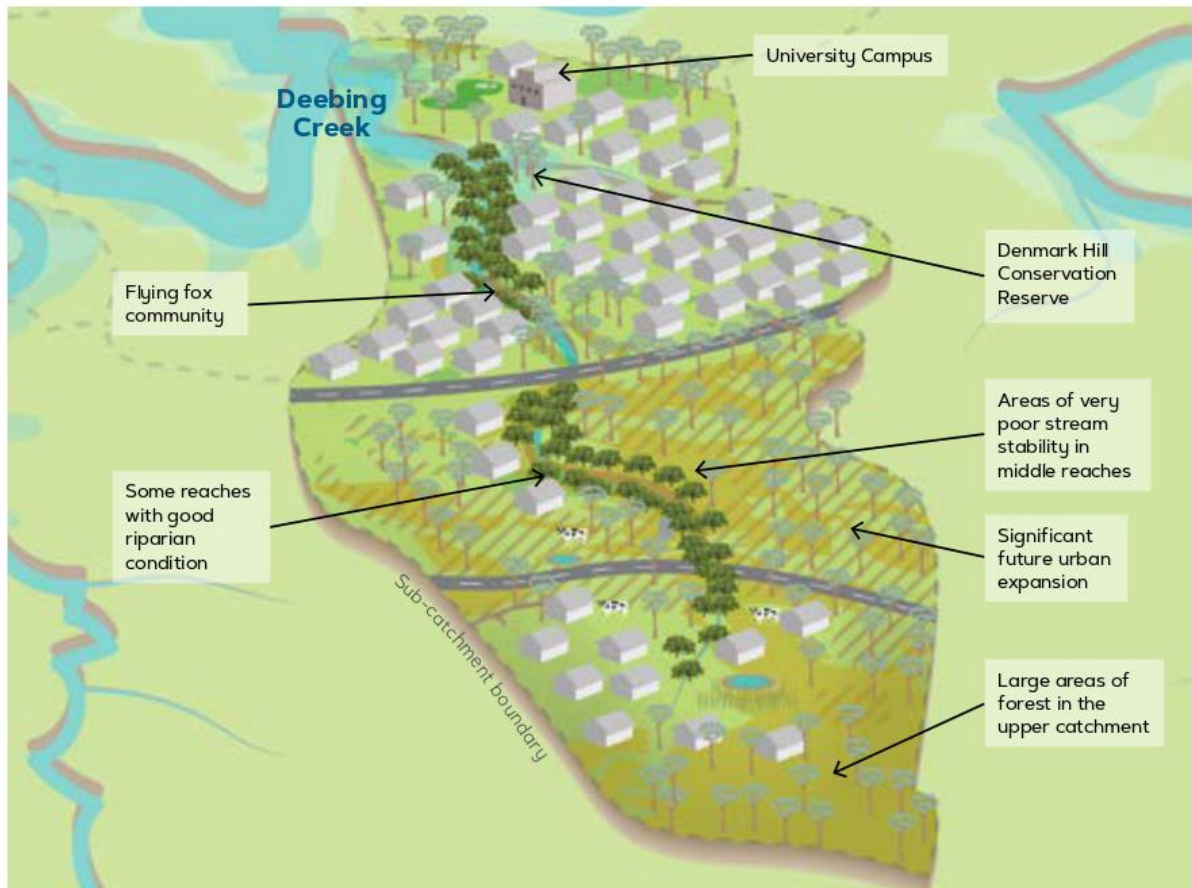 University Campus
Deebing
Creek
Denmark Hill
Conservation
Reserve
Flying fox
community
Areas of very
poor stream
stability in
middle reaches
Some reaches
with good
riparian
condition
Significant
future urban
expansion
Sub-catchment boundary
Large areas of
forest in the
upper catchment